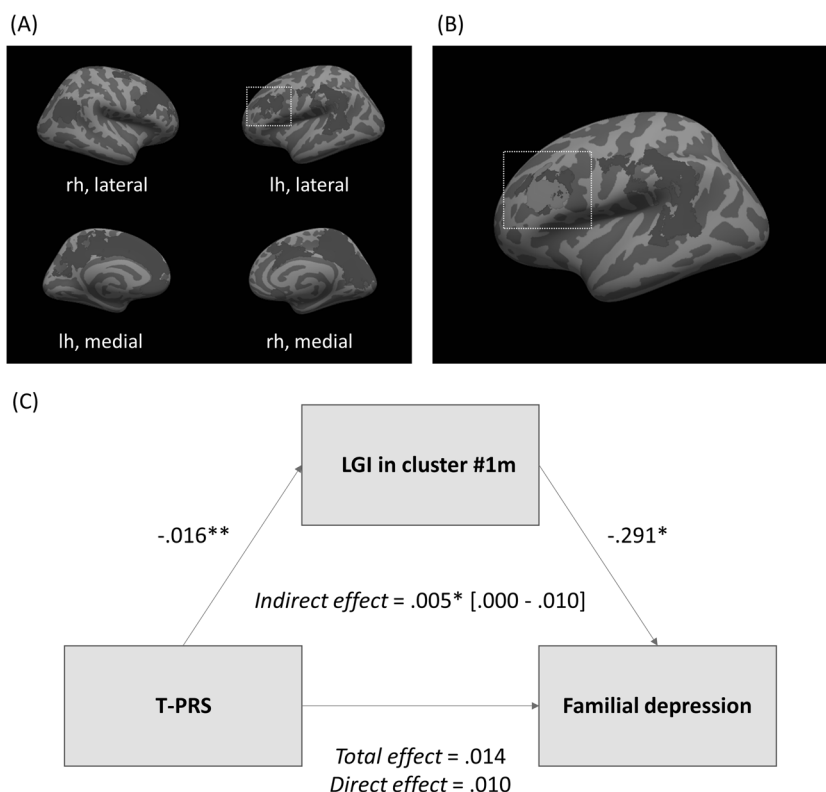 (A)
(B)
rh, lateral
lh, lateral
lh, medial
rh, medial
(C)
LGI in cluster #1m
-.016**
-.291*
Indirect effect = .005* [.000 - .010]
T-PRS
Familial depression
Total effect = .014
Direct effect = .010